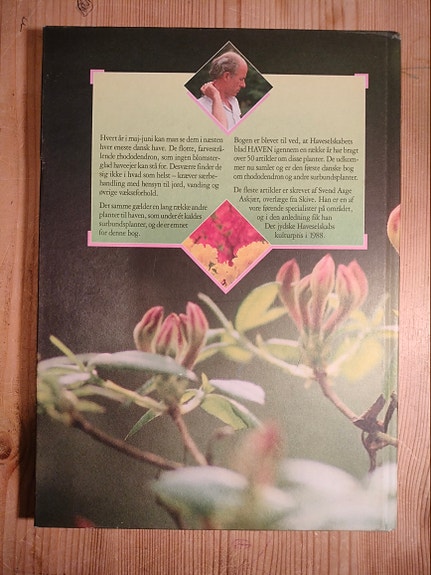 Hvert år i maj-juni kan man se dem i næsten
hver eneste dansk have. De flotte, farvestrå-
lende rhododendron, som ingen blomster-
glad haveejer kan stå for. Desværre finder de
sig ikke i hvad som helst – kræver særbe-
handling med hensyn til jord, vanding og
øvrige vækstforhold.
Det samme gælder en lang række andre
planter til haven, som under ét kaldes
surbundsplanter, og de er emnet
for denne bog.
Bogen er blevet til ved, at Haveselskabets
blad HAVEN igennem en række år har bragt
over 50 artikler om disse planter. De udkom-
mer nu samlet og er den første danske bog
om rhododendron og andre surbundsplanter.
De fleste artikler er skrevet af Svend Aage
Askjær, overlæge fra Skive. Han er en af
vore førende specialister på området,
og i den anledning fik han
Det jydske Haveselskabs
kulturpris i 1988.